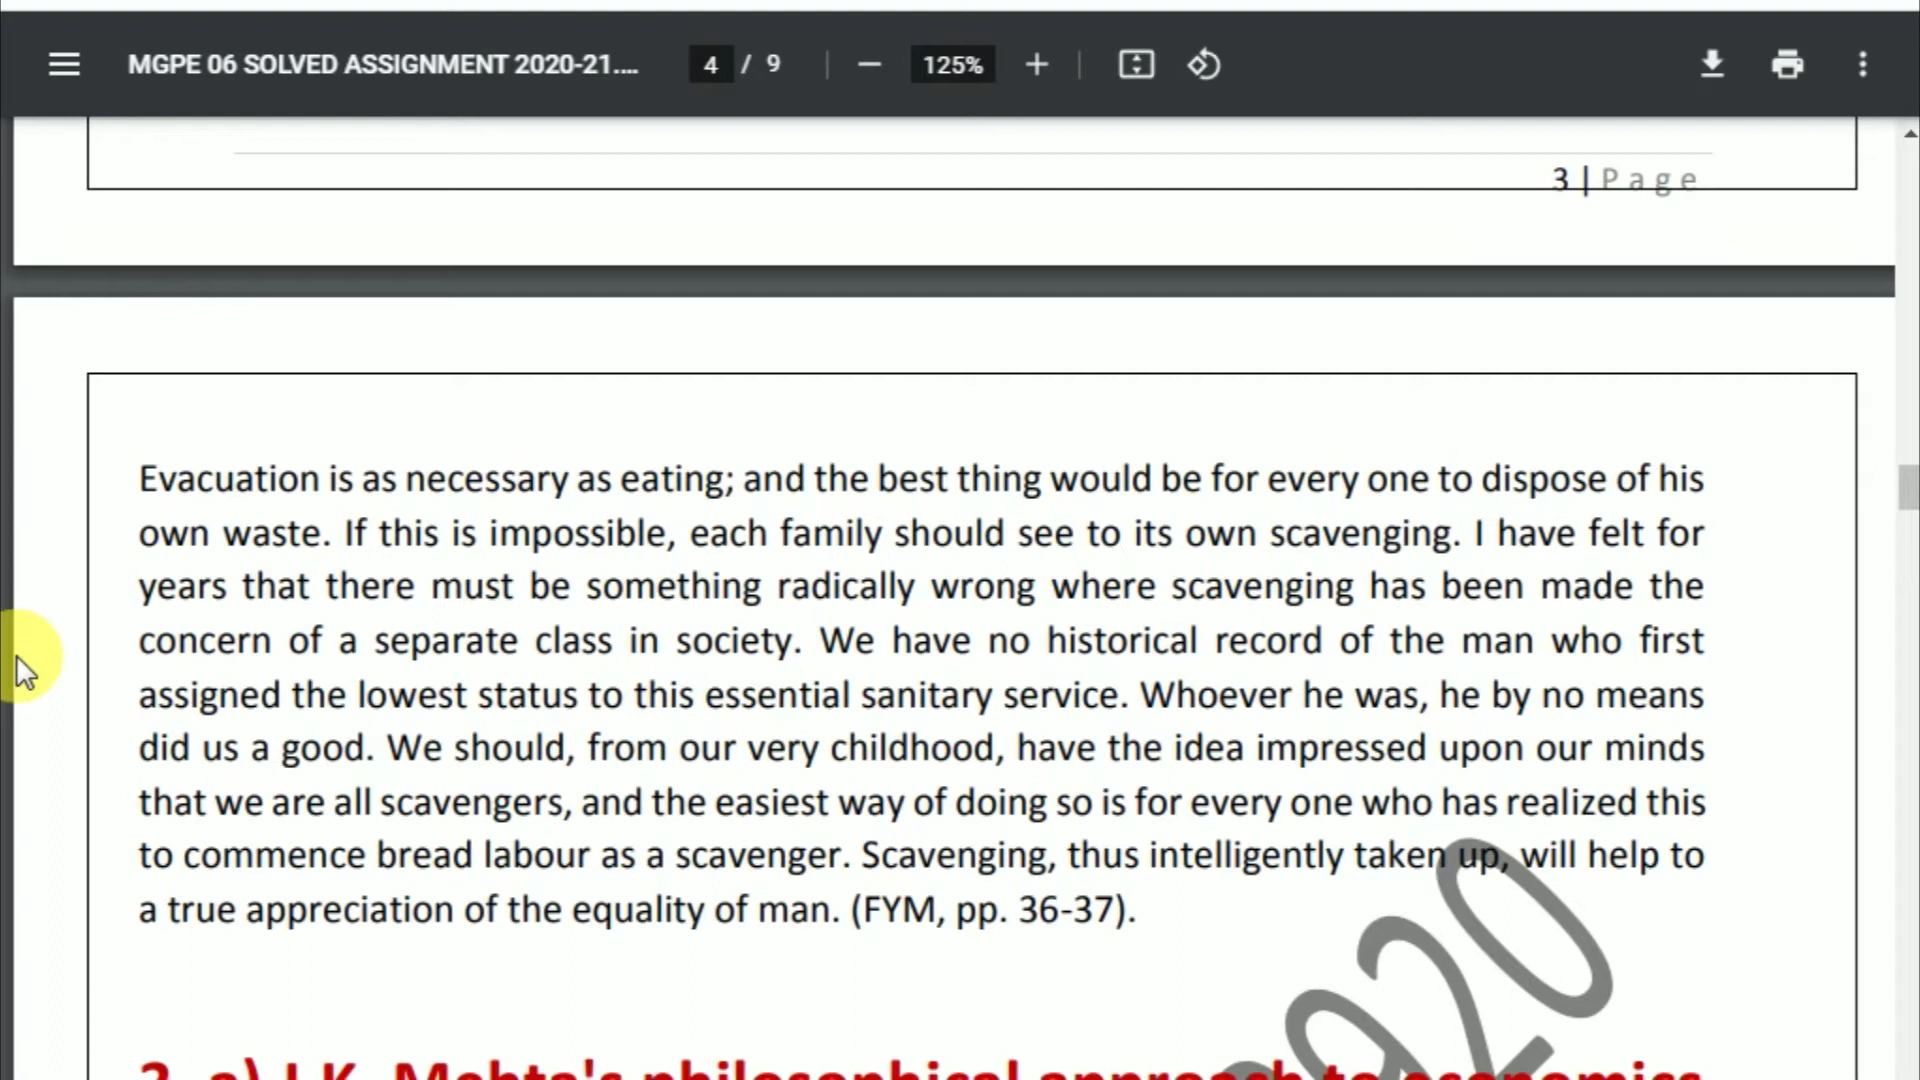 MGPE 06 SOLVED ASSIGNMENT 2020-21.... 4 / 9 125%
3 | Page
Evacuation is as necessary as eating; and the best thing would be for every one to dispose of his
own waste. If this is impossible, each family should see to its own scavenging. I have felt for
years that there must be something radically wrong where scavenging has been made the
concern of a separate class in society. We have no historical record of the man who first
assigned the lowest status to this essential sanitary service. Whoever he was, he by no means
did us a good. We should, from our very childhood, have the idea impressed upon our minds
that we are all scavengers, and the easiest way of doing so is for every one who has realized this
to commence bread labour as a scavenger. Scavenging, thus intelligently taken up, will help to
a true appreciation of the equality of man. (FYM, pp. 36-37).
920
2. a) J.K. Mehta's philosophical approach to economics